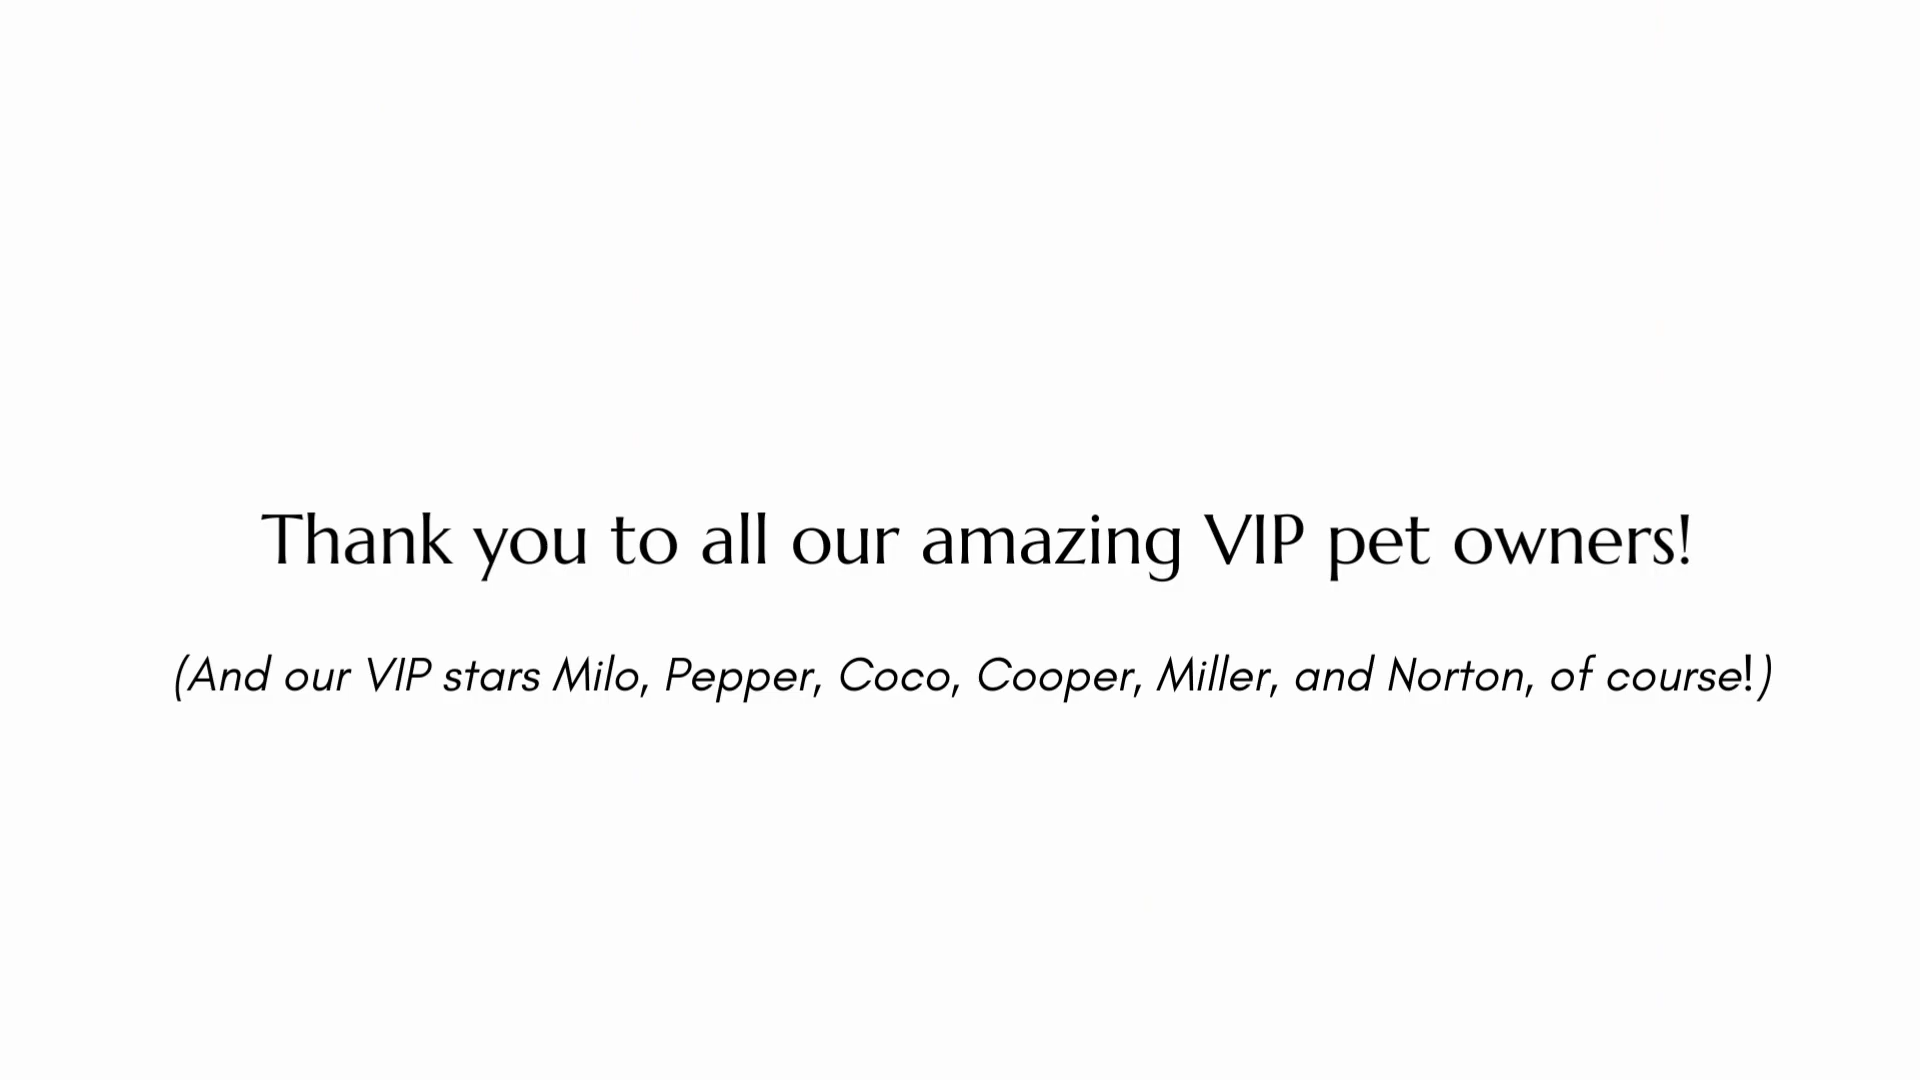 Thank you to all our amazing VIP pet owners!
(And our VIP stars Milo, Pepper, Coco, Cooper, Miller, and Norton, of course!)